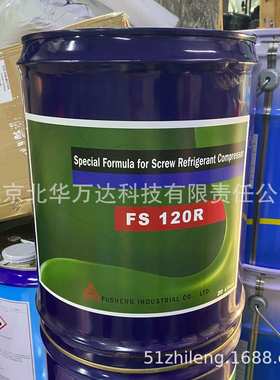 Special Formula for Screw Refrigerant Compressor
京北华万达科技有限责任公
FS 120R
FUSHENG INDUSTRIAL CO., LTD.
51zhileng.1688.c